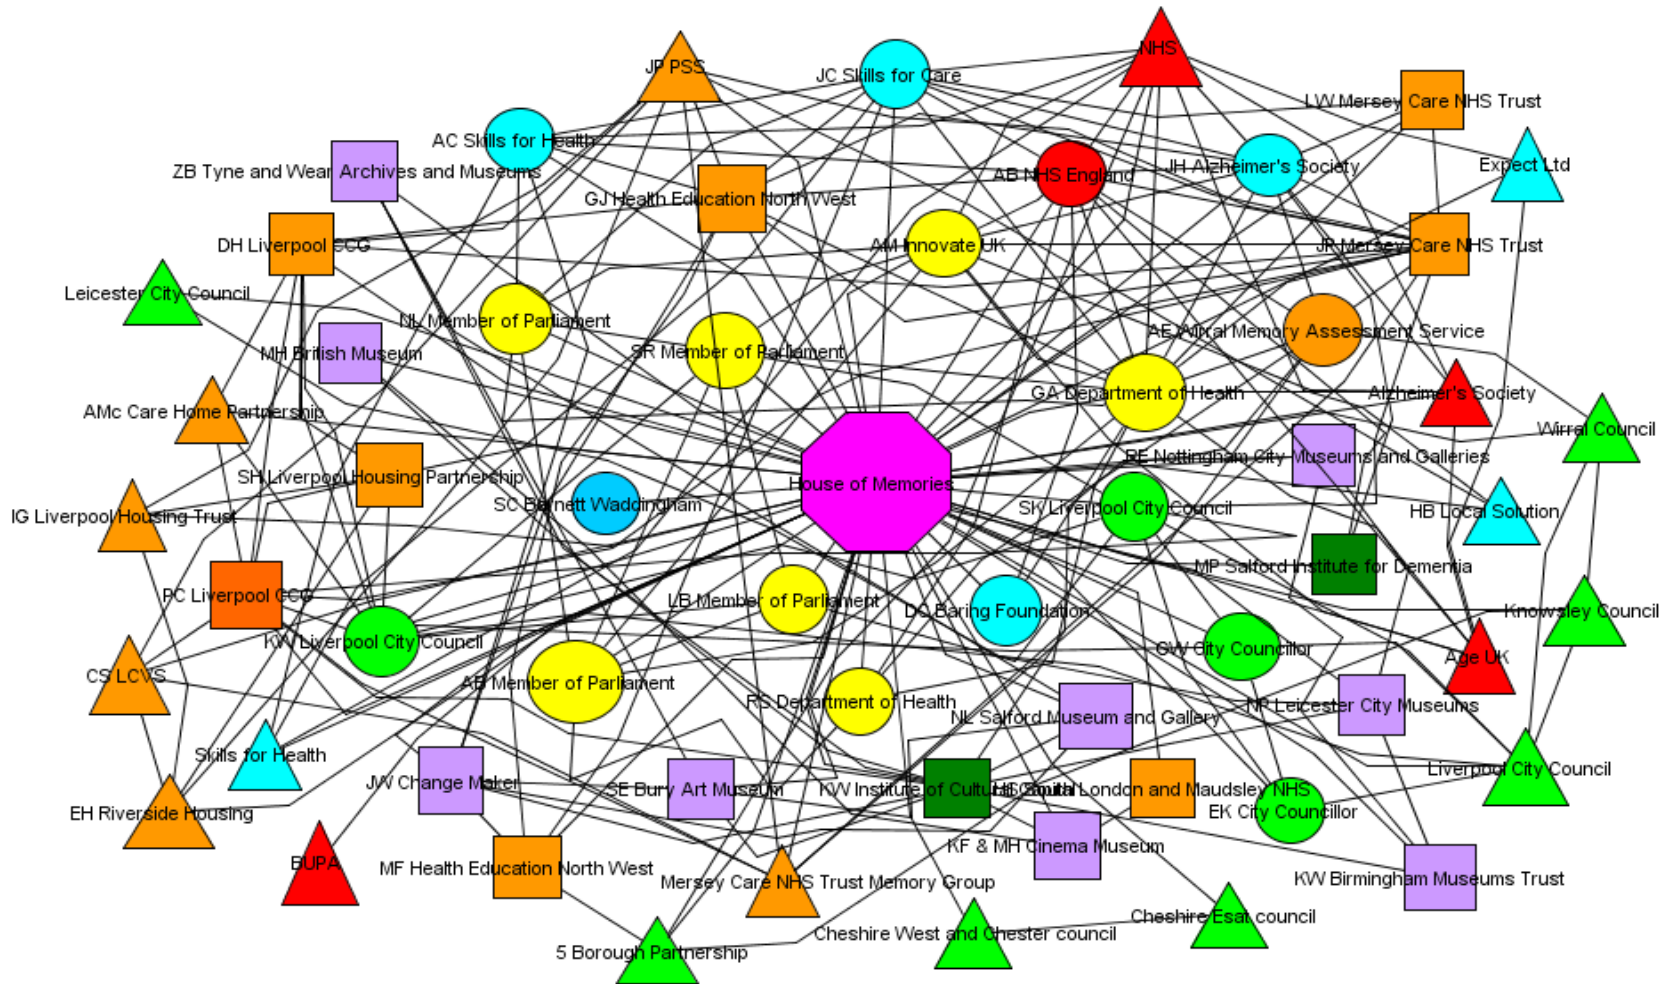 NHS
JP PSS
JC Skills for Care
LW Mersey Care NHS Trust
AC Skills for Health
ZB Tyne and Wear Archives and Museums
AB NHS England
JH Alzheimer's Society
Expect Ltd
GJ Health Education North West
DH Liverpool CCG
AM Innovate UK
JP Mersey Care NHS Trust
Leicester City Council
NL Member of Parliament
AE Wirral Memory Assessment Service
MH British Museum
SR Member of Parliament
GA Department of Health
Alzheimer's Society
AMc Care Home Partnership
Wirral Council
RE Nottingham City Museums and Galleries
SH Liverpool Housing Partnership
House of Memories
SC Burnett Waddingham
SK Liverpool City Council
HB Local Solution
IG Liverpool Housing Trust
MP Salford Institute for Dementia
PC Liverpool CCG
LB Member of Parliament
DC Baring Foundation
Knowsley Council
KW Liverpool City Council
GW City Councillor
Age UK
CS LCVS
AB Member of Parliament
RS Department of Health
NP Leicester City Museums
NL Salford Museum and Gallery
Skills for Health
Liverpool City Council
JW Change Maker
SE Bury Art Museum
KW Institute of Cultural Capital
South London and Maudsley NHS
EH Riverside Housing
EK City Councillor
KF & MH Cinema Museum
BUPA
MF Health Education North West
Mersey Care NHS Trust Memory Group
KW Birmingham Museums Trust
Cheshire Esat council
Cheshire West and Chester council
5 Borough Partnership